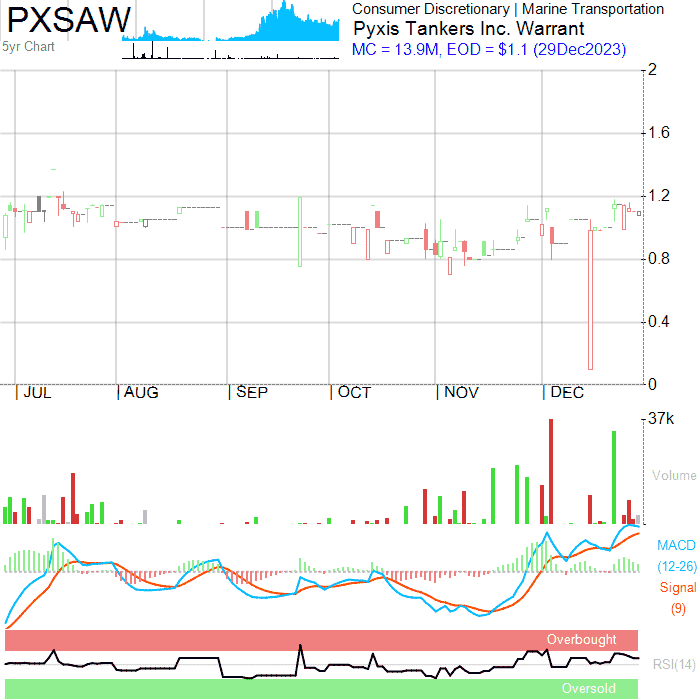 PXSAW
5yr Chart
Consumer Discretionary | Marine Transportation
Pyxis Tankers Inc. Warrant
MC = 13.9M, EOD = $1.1 (29Dec2023)
2
1.6
1.2
0.8
0.4
0
| JUL | AUG | SEP | OCT | NOV | DEC
37k
Volume
MACD
(12-26)
Signal
(9)
Overbought
RSI(14)
Oversold